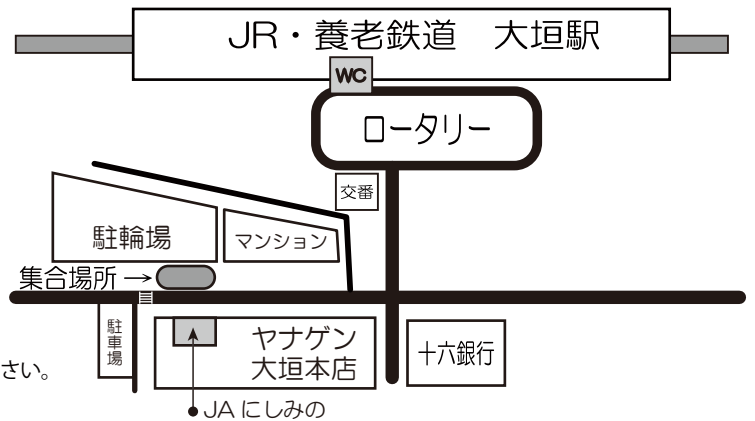 JR・養老鉄道　大垣駅
WC
ロータリー
交番
駐輪場
マンション
集合場所→
駐車場
ヤナゲン
大垣本店
十六銀行
さい。
JAにしみの